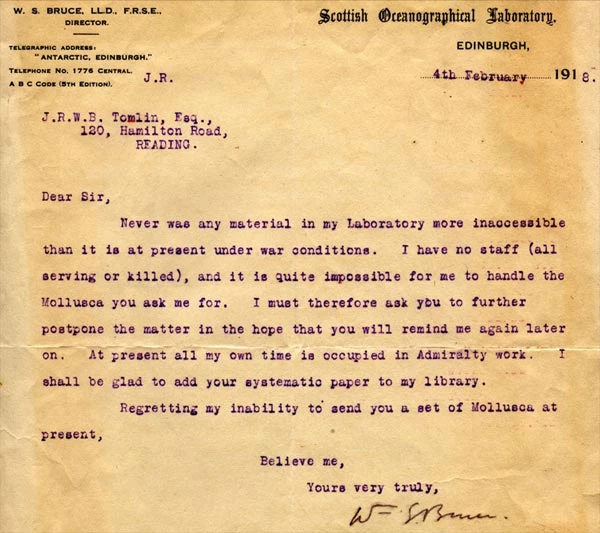 W. S. BRUCE, LL.D., F.R.S.E.,
DIRECTOR.
Scottish Oceanographical Laboratory,
EDINBURGH,
TELEGRAPHIC ADDRESS:
"ANTARCTIC, EDINBURGH."
TELEPHONE NO. 1776 CENTRAL.
A B C CODE (5TH EDITION).
J.R.
4th February 1918.
J.R.W.B. Tomlin, Esq.,
120, Hamilton Road,
READING.
Dear Sir,
Never was any material in my Laboratory more inaccessible
than it is at present under war conditions. I have no staff (all
serving or killed), and it is quite impossible for me to handle the
Mollusca you ask me for. I must therefore ask you to further
postpone the matter in the hope that you will remind me again later
on. At present all my own time is occupied in Admiralty work. I
shall be glad to add your systematic paper to my library.
Regretting my inability to send you a set of Mollusca at
present,
Believe me,
Yours very truly,
Wm S. Bruce.